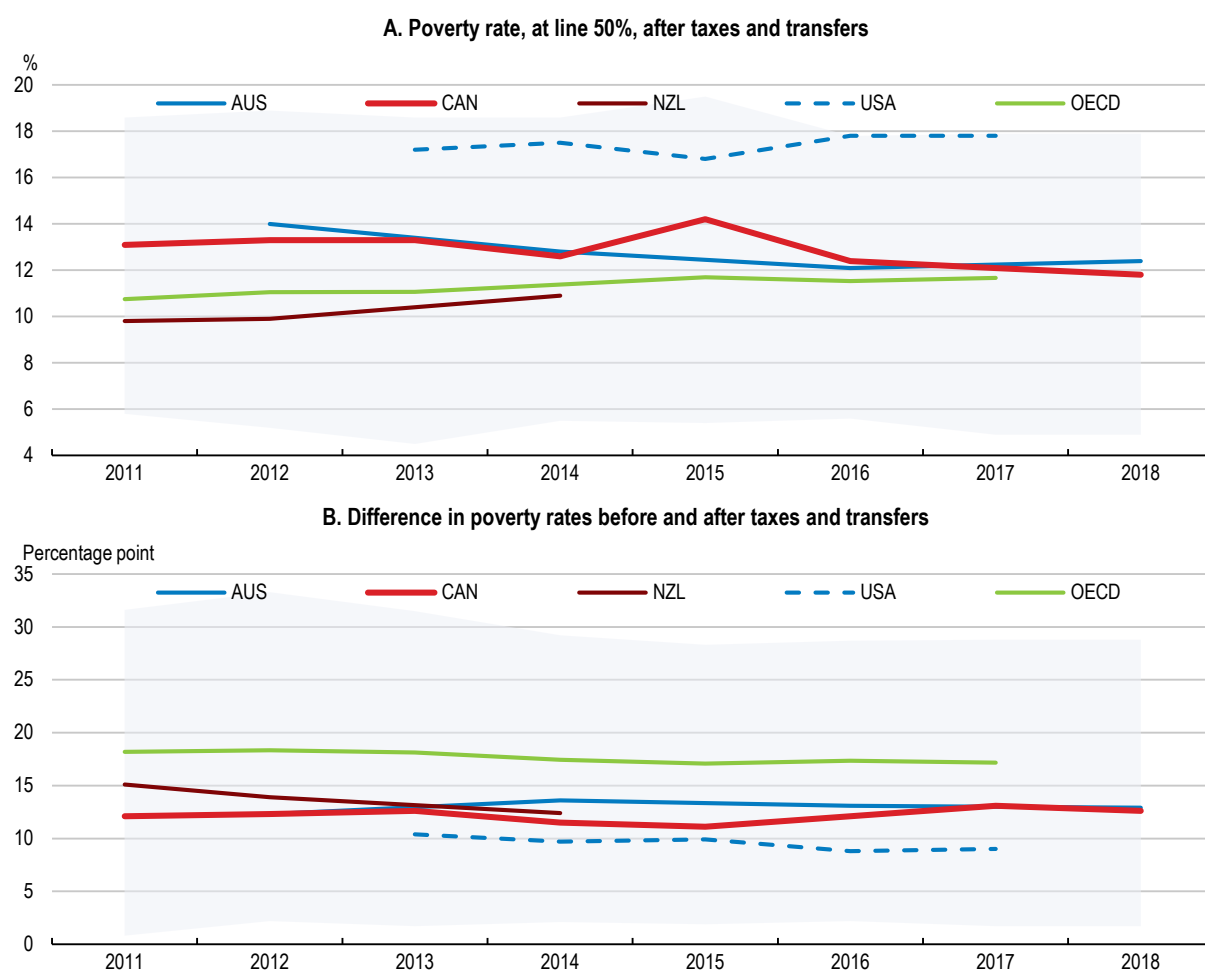 A. Poverty rate, at line 50%, after taxes and transfers
%
20
AUS CAN NZL USA OECD
18
16
14
12
10
8
6
4
2011 2012 2013 2014 2015 2016 2017 2018
B. Difference in poverty rates before and after taxes and transfers
Percentage point
35
AUS CAN NZL USA OECD
30
25
20
15
10
5
0
2011 2012 2013 2014 2015 2016 2017 2018